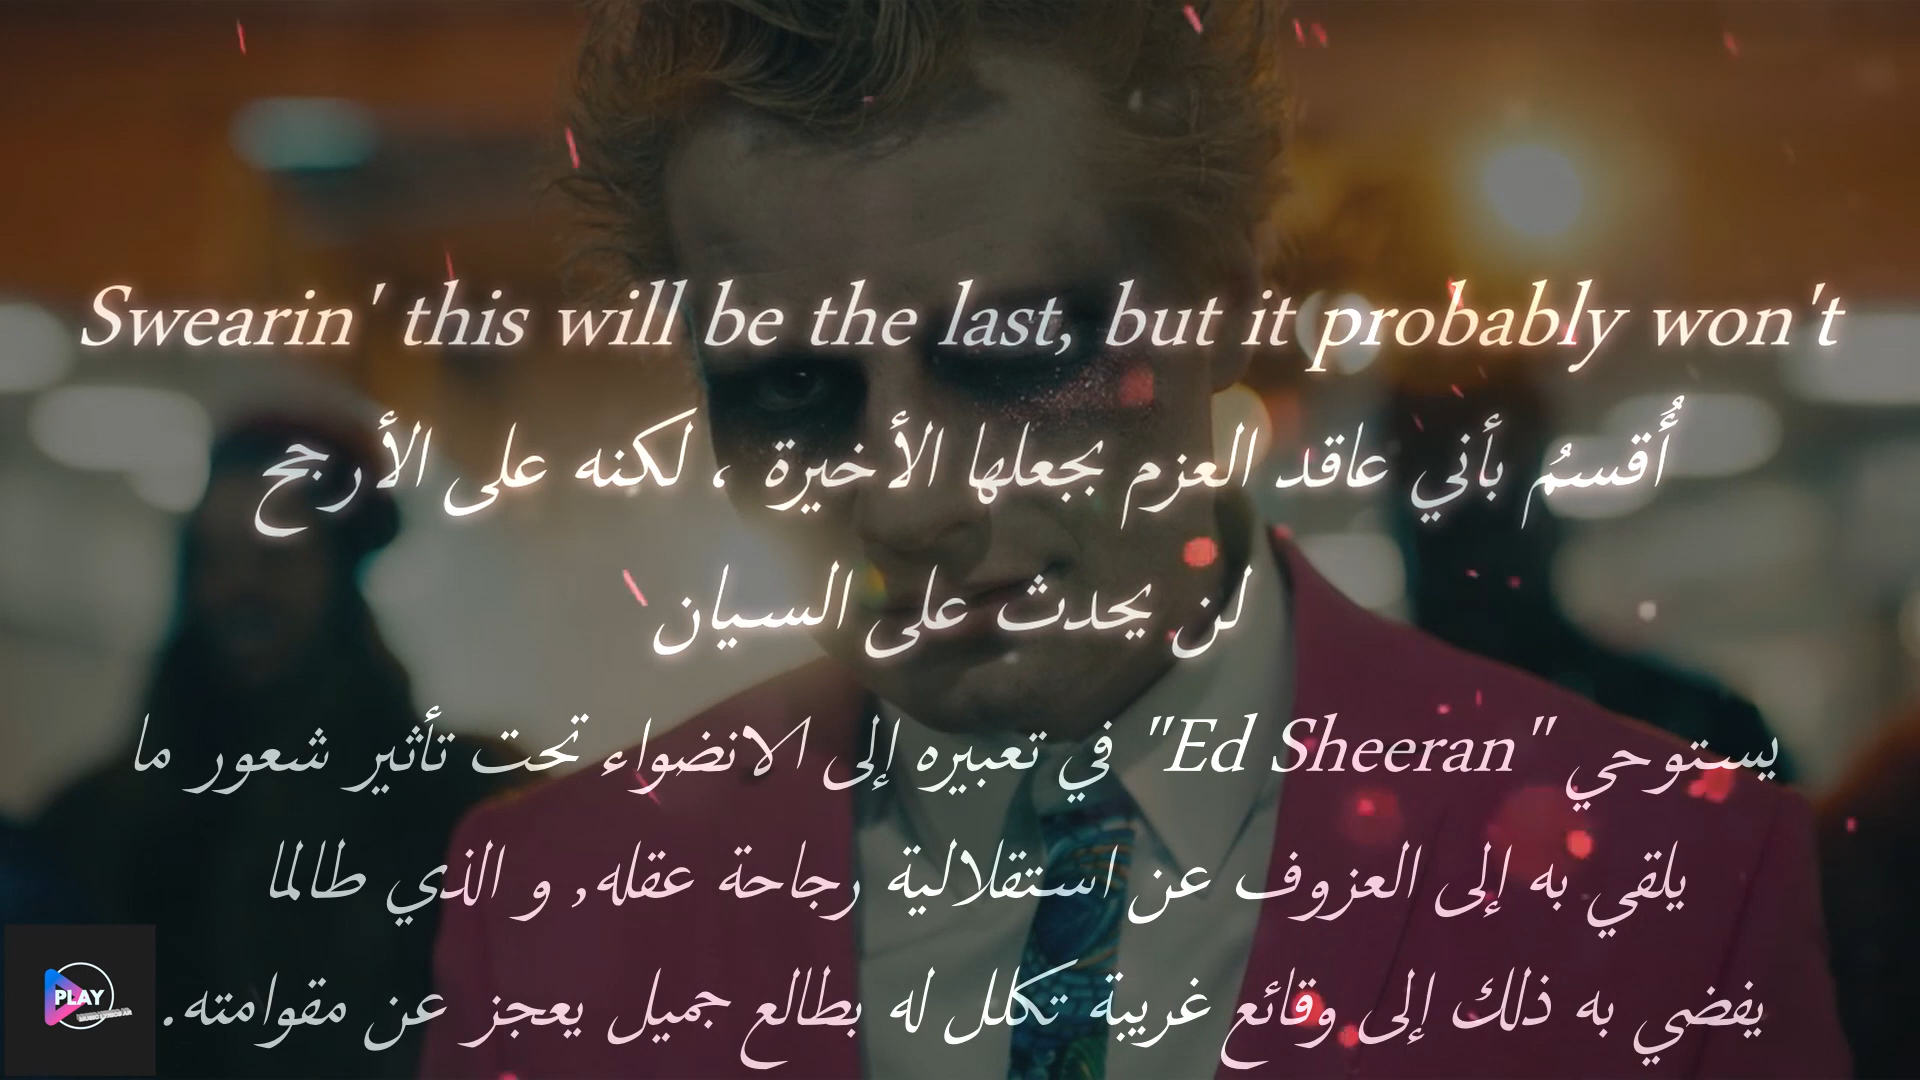 Swearin' this will be the last, but it probably won't
أُقسمُ بأني عاقد العزم بجعلها الأخيرة ، لكنه على الأرجح
لن يحدث على السيان
يستوحي "Ed Sheeran" في تعبيره إلى الانضواء تحت تأثير شعور ما
يلقي به إلى العزوف عن استقلالية رجاحة عقله, و الذي طالما
يفضي به ذلك إلى وقائع غريبة تكلل له بطالع جميل يعجز عن مقوامته.
PLAY